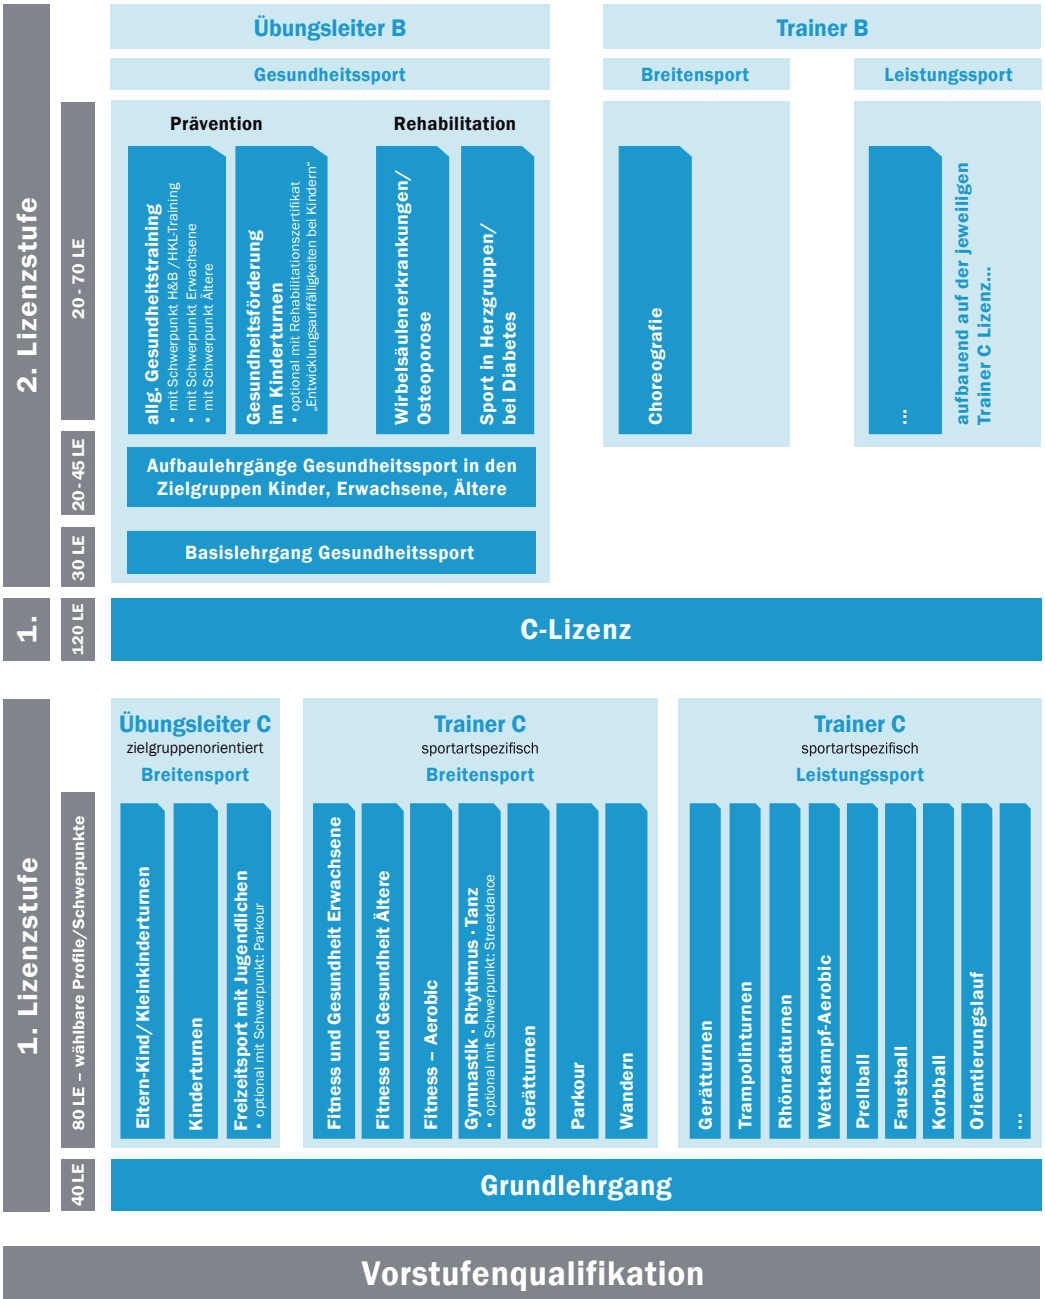 2. Lizenzstufe
20 - 70 LE
20 - 45 LE
30 LE
Übungsleiter B
Gesundheitssport
Prävention
Rehabilitation
allg. Gesundheitstraining
• mit Schwerpunkt H&B /HKL-Training
• mit Schwerpunkt Erwachsene
• mit Schwerpunkt Ältere
Gesundheitsförderung
im Kinderturnen
• optional mit Rehabilitationszertifikat
„Entwicklungsauffälligkeiten bei Kindern“
Wirbelsäulenerkrankungen/
Osteoporose
Sport in Herzgruppen/
bei Diabetes
Aufbaulehrgänge Gesundheitssport in den
Zielgruppen Kinder, Erwachsene, Ältere
Basislehrgang Gesundheitssport
Trainer B
Breitensport
Choreografie
Leistungssport
...
aufbauend auf der jeweiligen
Trainer C Lizenz...
1.
120 LE
C-Lizenz
1. Lizenzstufe
80 LE – wählbare Profile/Schwerpunkte
40 LE
Übungsleiter C
zielgruppenorientiert
Breitensport
Eltern-Kind/Kleinkinderturnen
Kinderturnen
Freizeitsport mit Jugendlichen
• optional mit Schwerpunkt: Parkour
Trainer C
sportartspezifisch
Breitensport
Fitness und Gesundheit Erwachsene
Fitness und Gesundheit Ältere
Fitness – Aerobic
Gymnastik · Rhythmus · Tanz
• optional mit Schwerpunkt: Streetdance
Gerätturnen
Parkour
Wandern
Trainer C
sportartspezifisch
Leistungssport
Gerätturnen
Trampolinturnen
Rhönradturnen
Wettkampf-Aerobic
Prellball
Faustball
Korbball
Orientierungslauf
...
Grundlehrgang
Vorstufenqualifikation